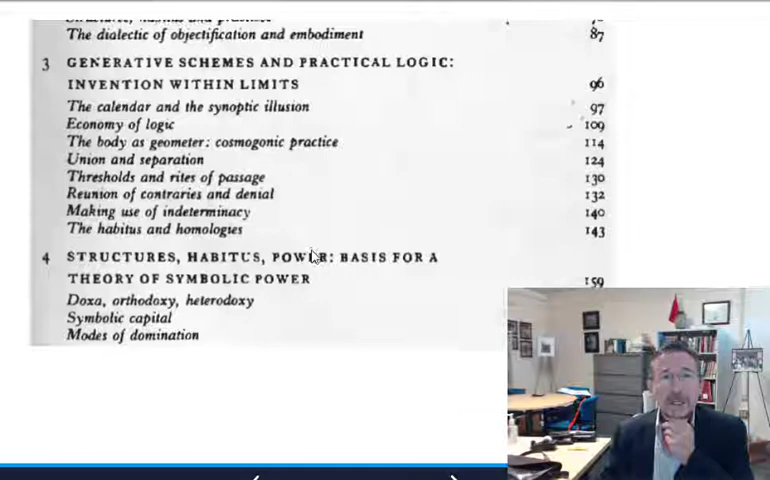 The dialectic of objectification and embodiment 87
3 GENERATIVE SCHEMES AND PRACTICAL LOGIC:
INVENTION WITHIN LIMITS 96
The calendar and the synoptic illusion 97
Economy of logic 109
The body as geometer: cosmogonic practice 114
Union and separation 124
Thresholds and rites of passage 130
Reunion of contraries and denial 132
Making use of indeterminacy 140
The habitus and homologies 143
4 STRUCTURES, HABITUS, POWER: BASIS FOR A
THEORY OF SYMBOLIC POWER 159
Doxa, orthodoxy, heterodoxy
Symbolic capital
Modes of domination